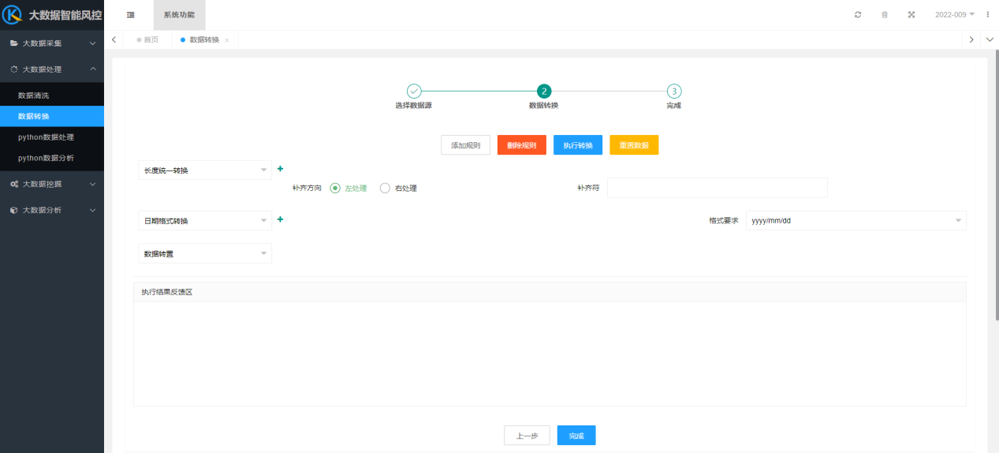 大数据智能风控
系统功能
2022-009
首页
数据转换
大数据采集
大数据处理
数据清洗
数据转换
python数据处理
python数据分析
大数据挖掘
大数据分析
2
3
选择数据源
数据转换
完成
添加规则
删除规则
执行转换
重置数据
长度统一转换
补齐方向
左处理
右处理
补齐符
日期格式转换
格式要求
yyyy/mm/dd
数据转置
执行结果反馈区
上一步
完成